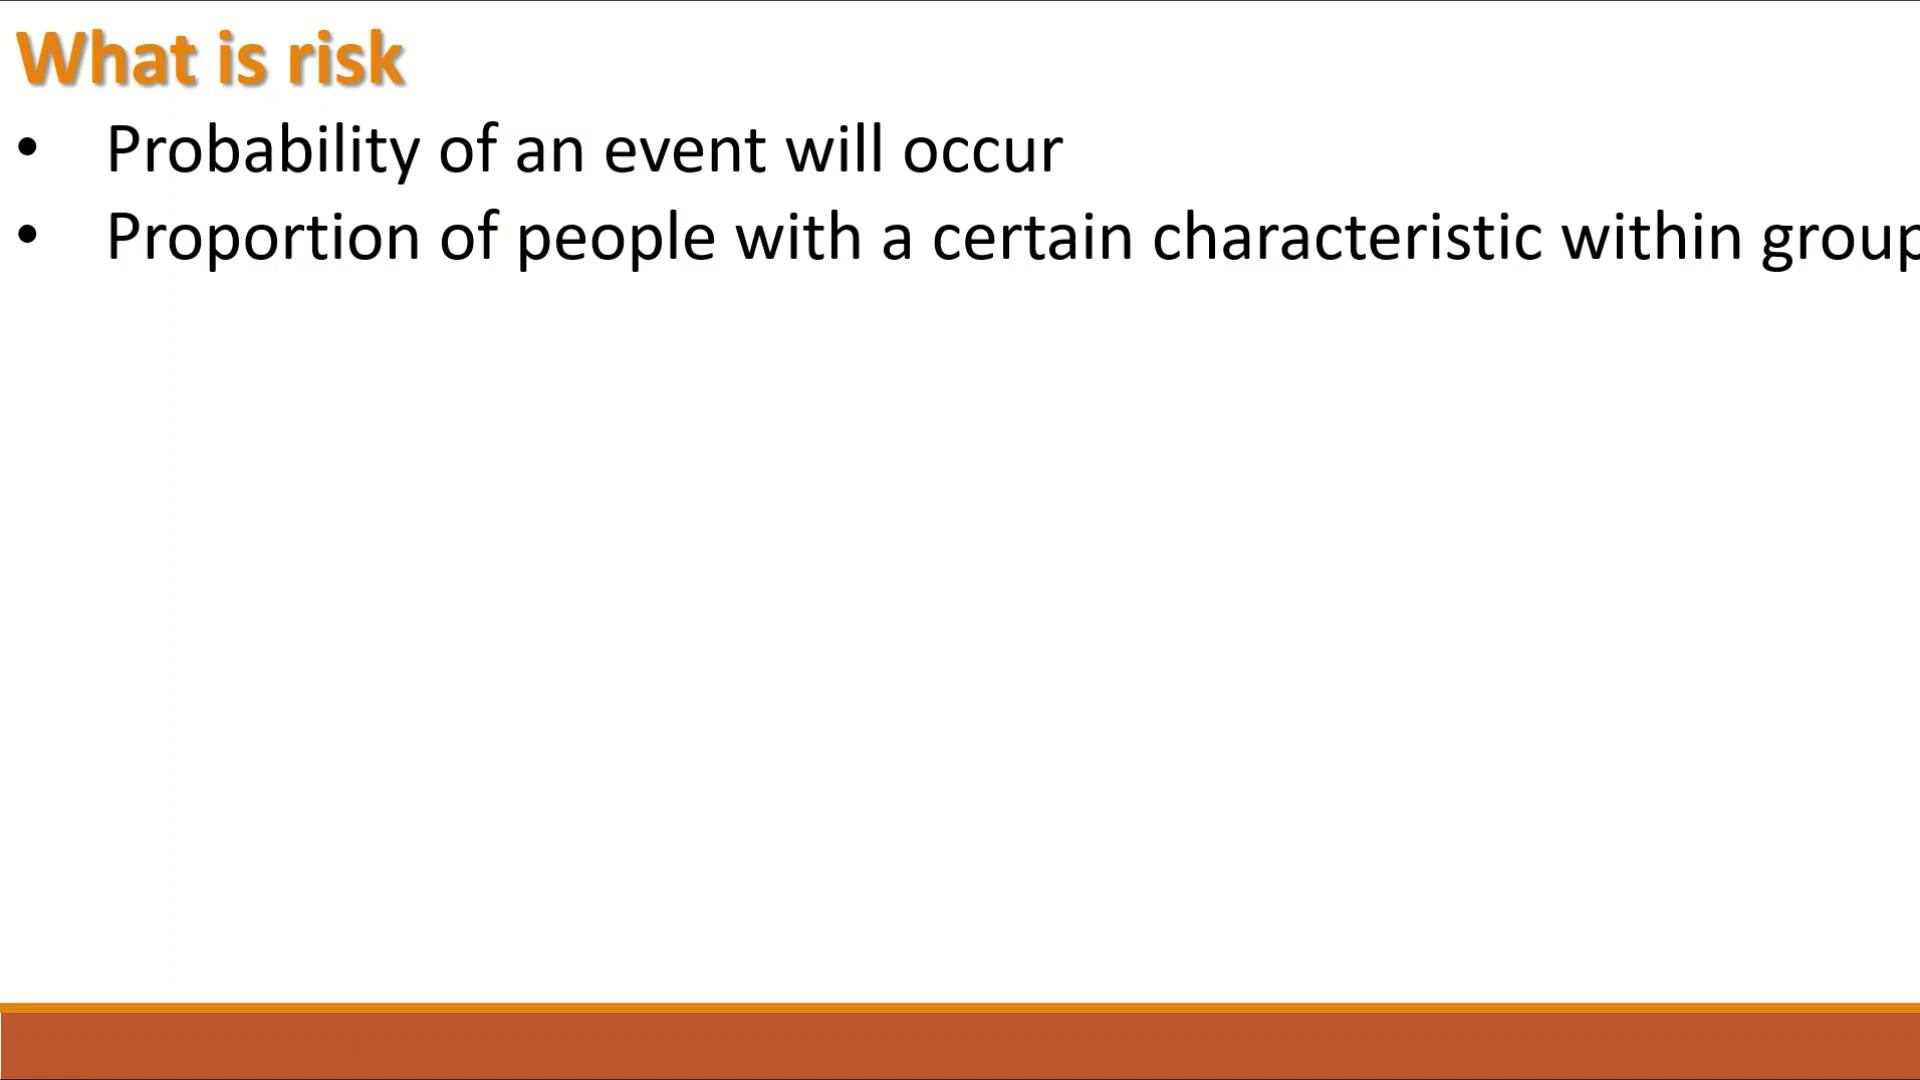 What is risk
• Probability of an event will occur
• Proportion of people with a certain characteristic within group